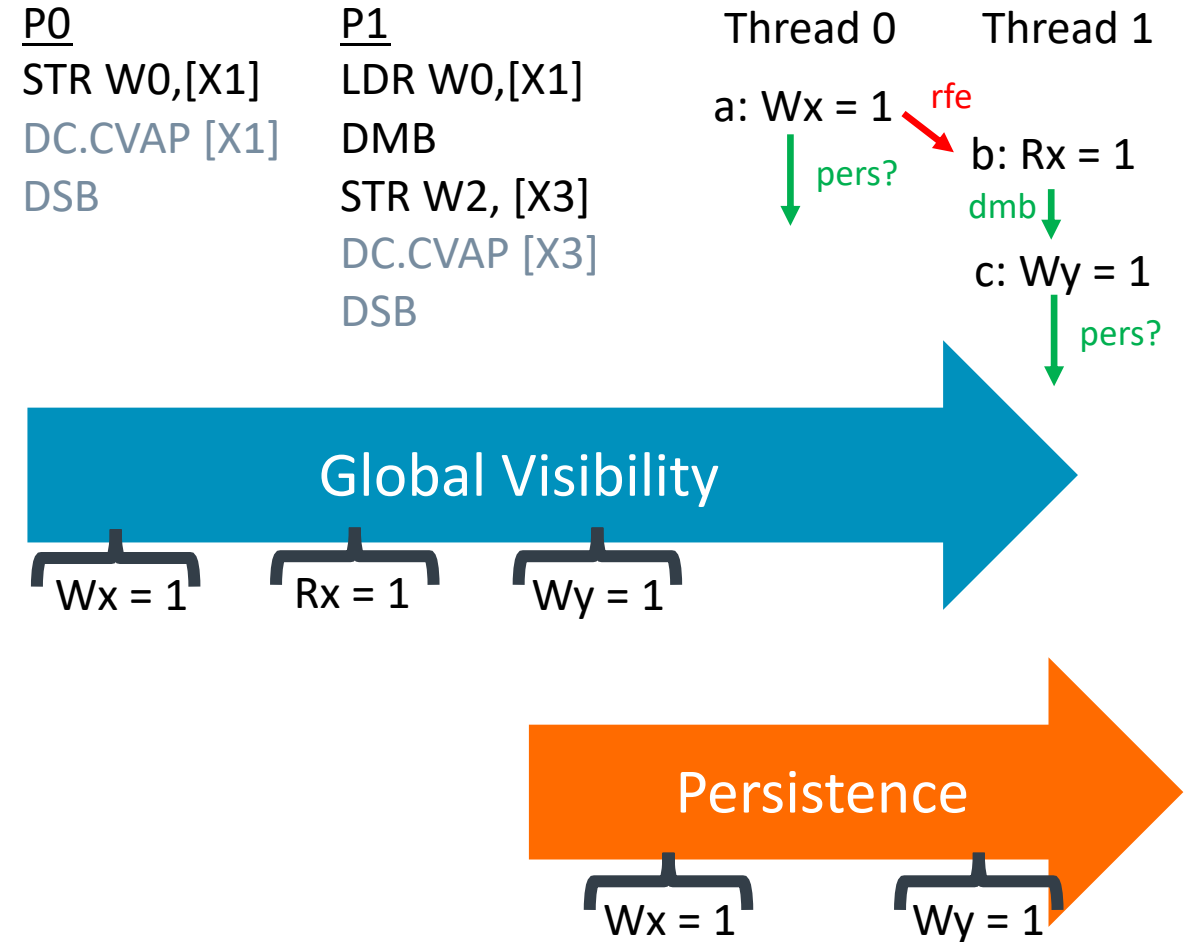 P0
STR W0,[X1]
DC.CVAP [X1]
DSB
P1
LDR W0,[X1]
DMB
STR W2, [X3]
DC.CVAP [X3]
DSB
Thread 0
Thread 1
a: Wx = 1
rfe
b: Rx = 1
pers?
dmb
c: Wy = 1
pers?
Global Visibility
Wx = 1
Rx = 1
Wy = 1
Persistence
Wx = 1
Wy = 1